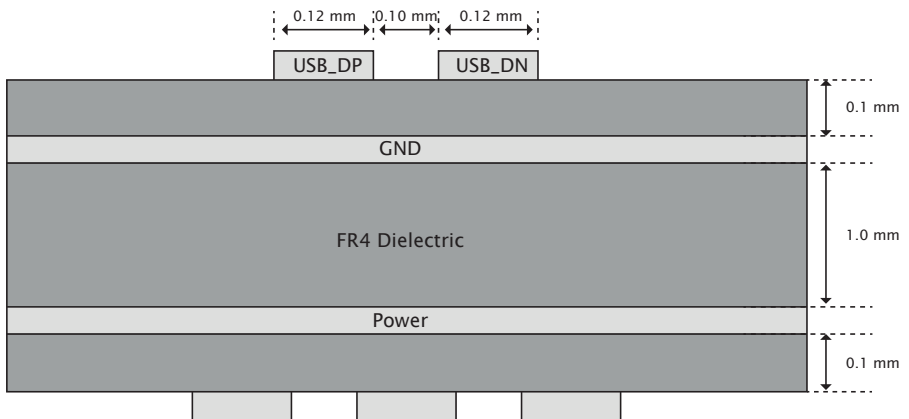 0.12 mm 0.10 mm 0.12 mm
USB_DP USB_DN
0.1 mm
GND
1.0 mm
FR4 Dielectric
Power
0.1 mm